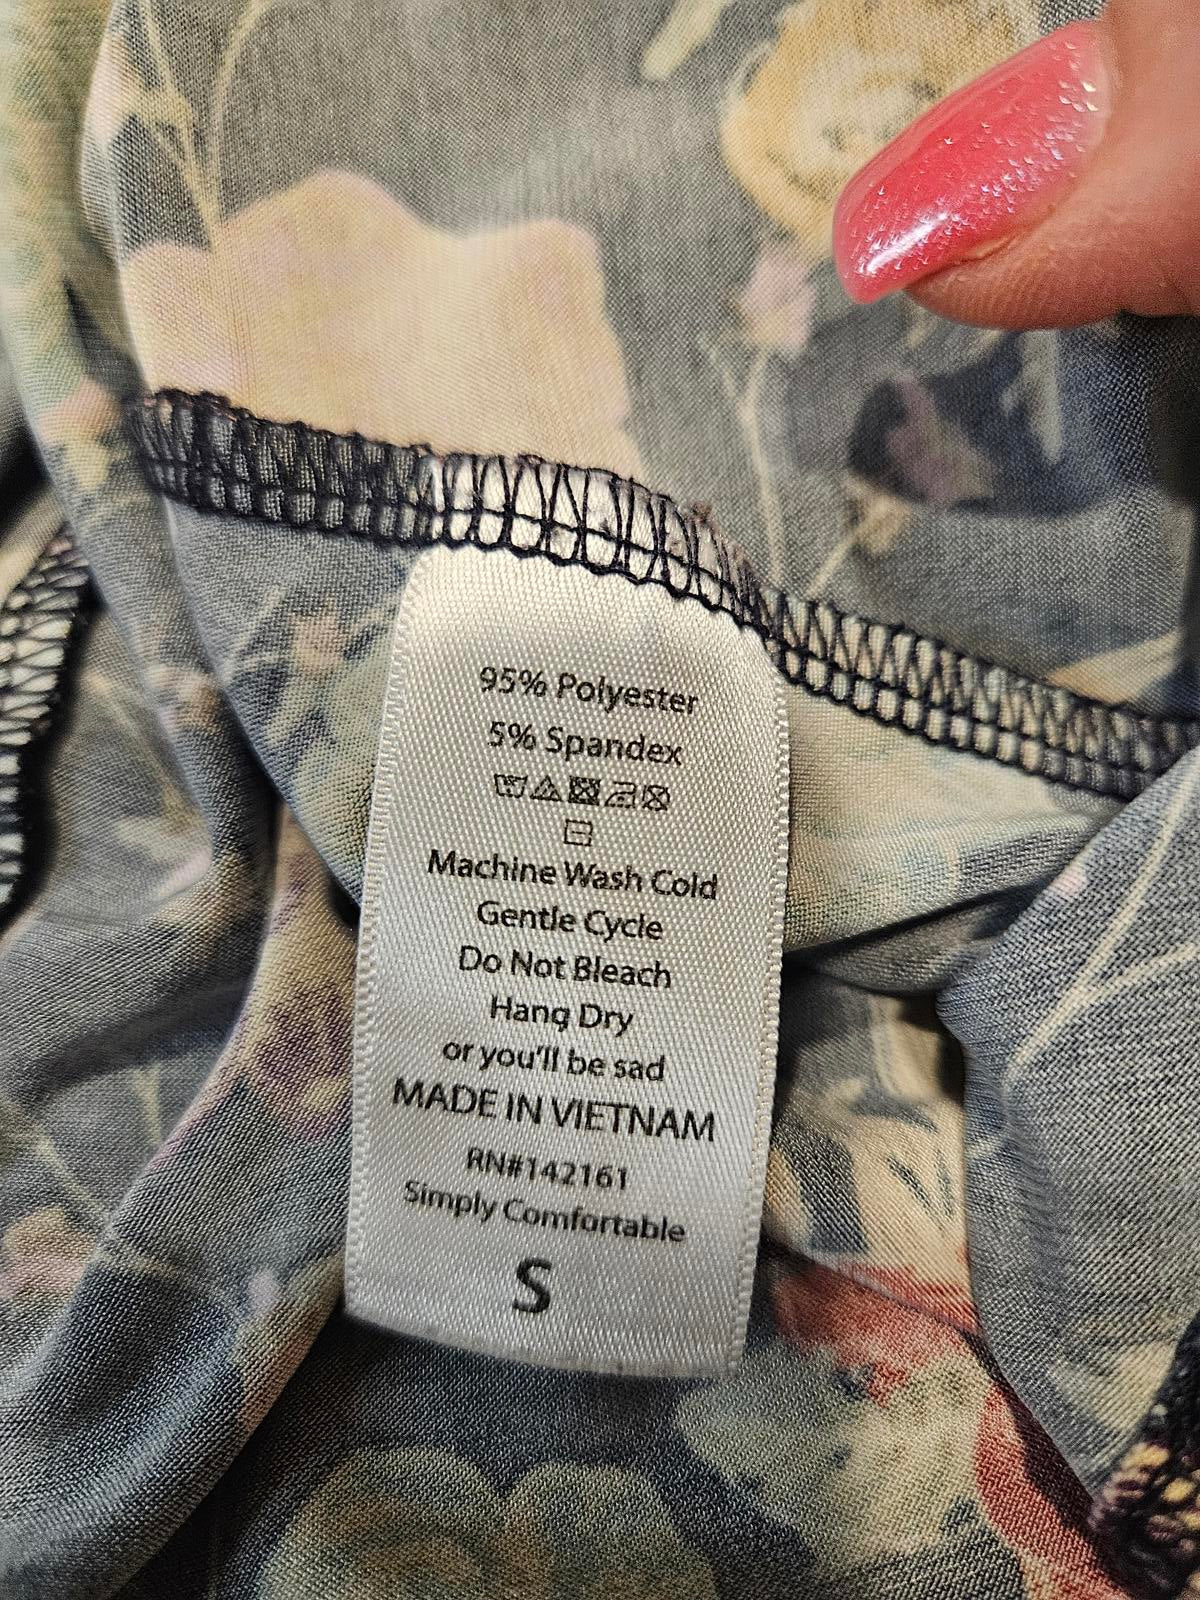 95% Polyester
5% Spandex
Machine Wash Cold
Gentle Cycle
Do Not Bleach
Hang Dry
or you'll be sad
MADE IN VIETNAM
RN#142161
Simply Comfortable
S